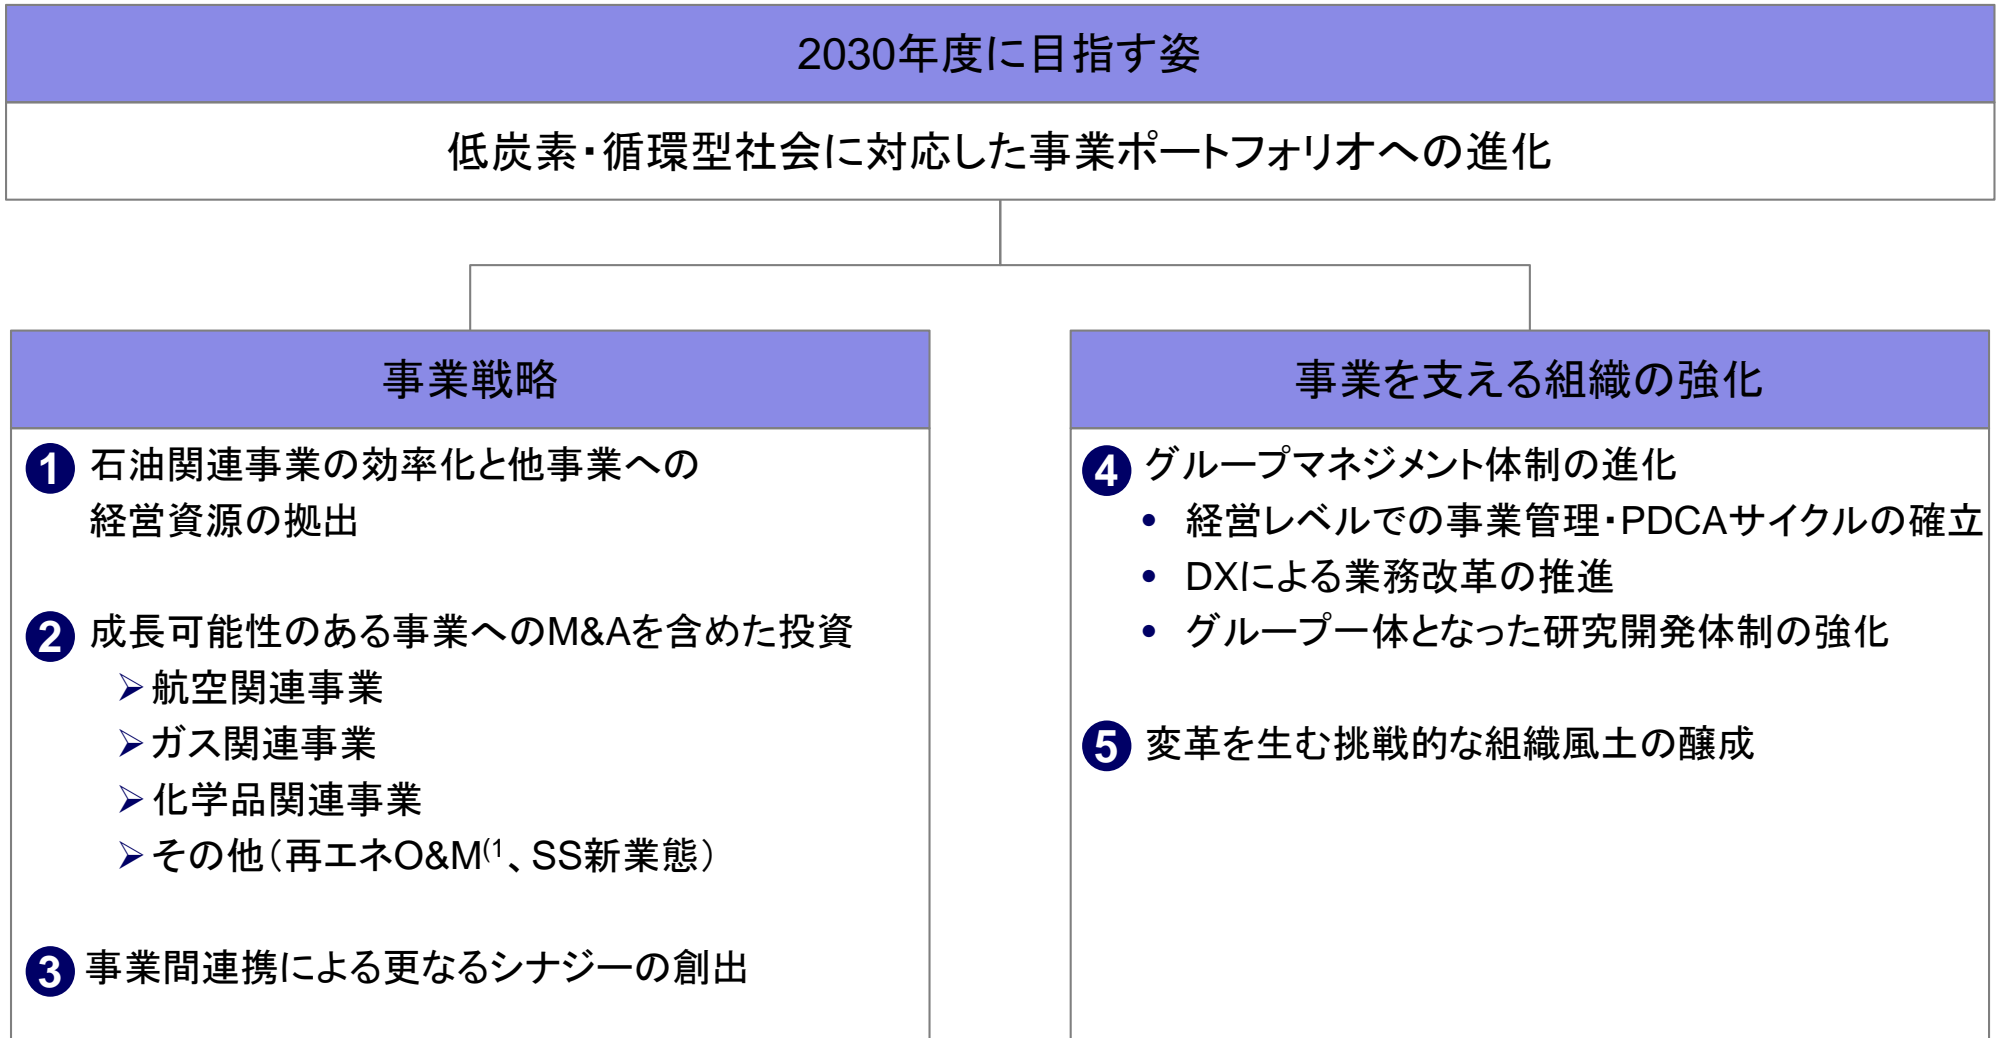 2030年度に目指す姿
低炭素・循環型社会に対応した事業ポートフォリオへの進化
事業戦略
1 石油関連事業の効率化と他事業への
経営資源の拠出
2 成長可能性のある事業へのM&Aを含めた投資
➢航空関連事業
➢ガス関連事業
➢化学品関連事業
➢その他（再エネO&M(1、SS新業態）
3 事業間連携による更なるシナジーの創出
事業を支える組織の強化
4 グループマネジメント体制の進化
• 経営レベルでの事業管理・PDCAサイクルの確立
• DXによる業務改革の推進
• グループ一体となった研究開発体制の強化
5 変革を生む挑戦的な組織風土の醸成